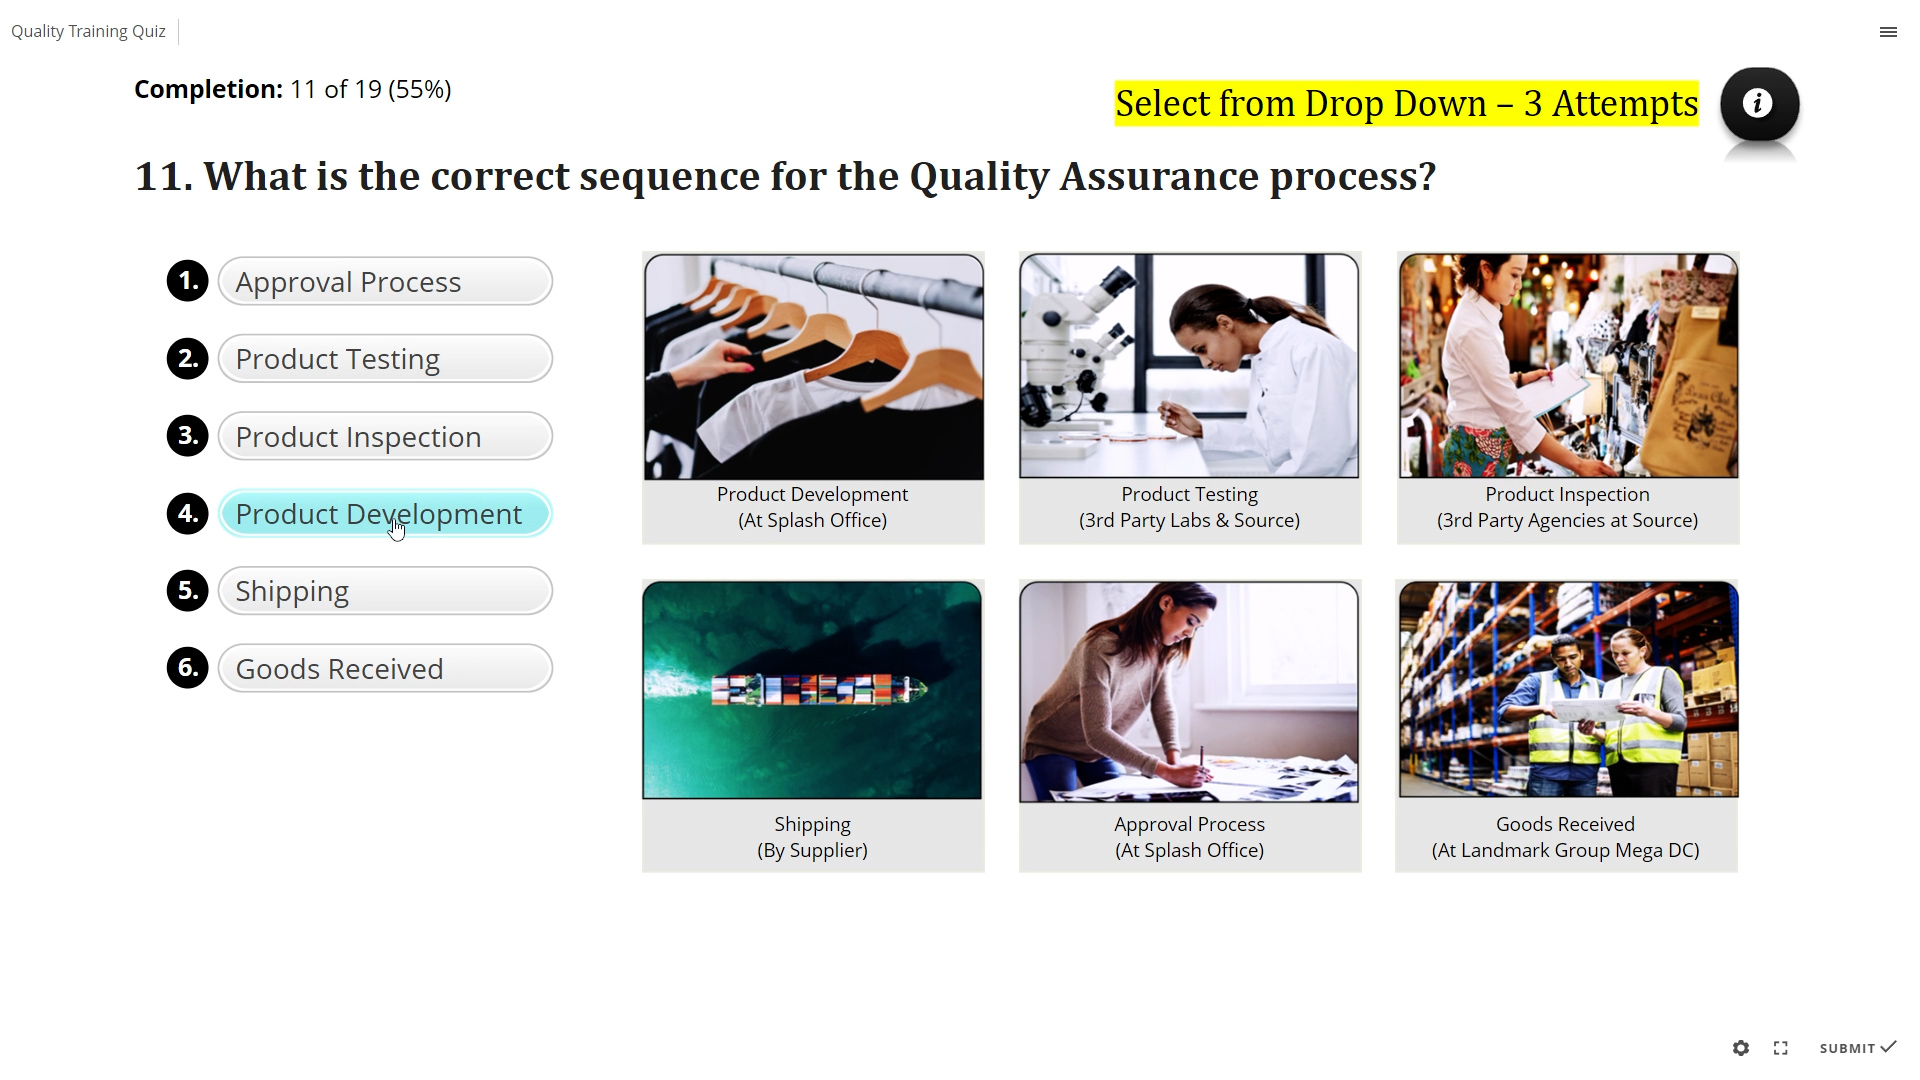 Quality Training Quiz
Completion: 11 of 19 (55%)
Select from Drop Down – 3 Attempts
11. What is the correct sequence for the Quality Assurance process?
1. Approval Process
2. Product Testing
3. Product Inspection
4. Product Development
5. Shipping
6. Goods Received
Product Development
(At Splash Office)
Product Testing
(3rd Party Labs & Source)
Product Inspection
(3rd Party Agencies at Source)
Shipping
(By Supplier)
Approval Process
(At Splash Office)
Goods Received
(At Landmark Group Mega DC)
SUBMIT